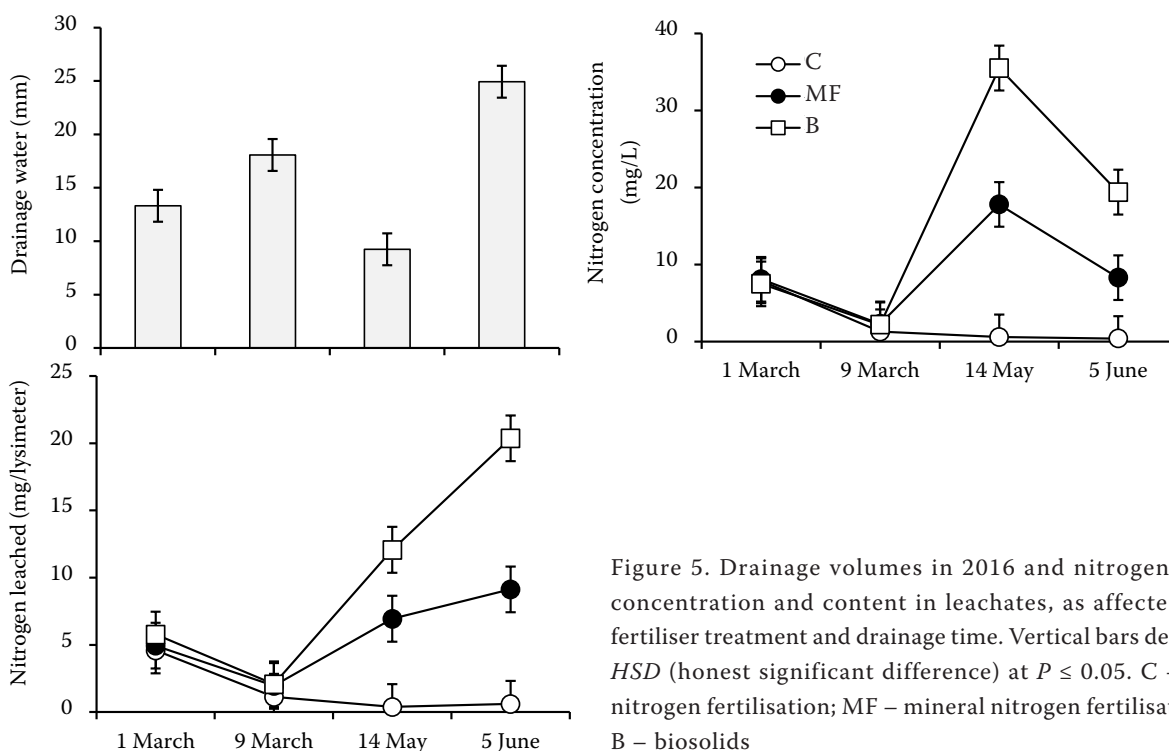 30
25
20
15
10
5
0
Drainage water (mm)
40
30
20
10
0
Nitrogen concentration
(mg/L)
C
MF
B
1 March 9 March 14 May 5 June
25
20
15
10
5
0
Nitrogen leached (mg/lysimeter)
1 March 9 March 14 May 5 June
Figure 5. Drainage volumes in 2016 and nitrogen
concentration and content in leachates, as affecte
fertiliser treatment and drainage time. Vertical bars de
HSD (honest significant difference) at P ≤ 0.05. C –
nitrogen fertilisation; MF – mineral nitrogen fertilisa
B – biosolids